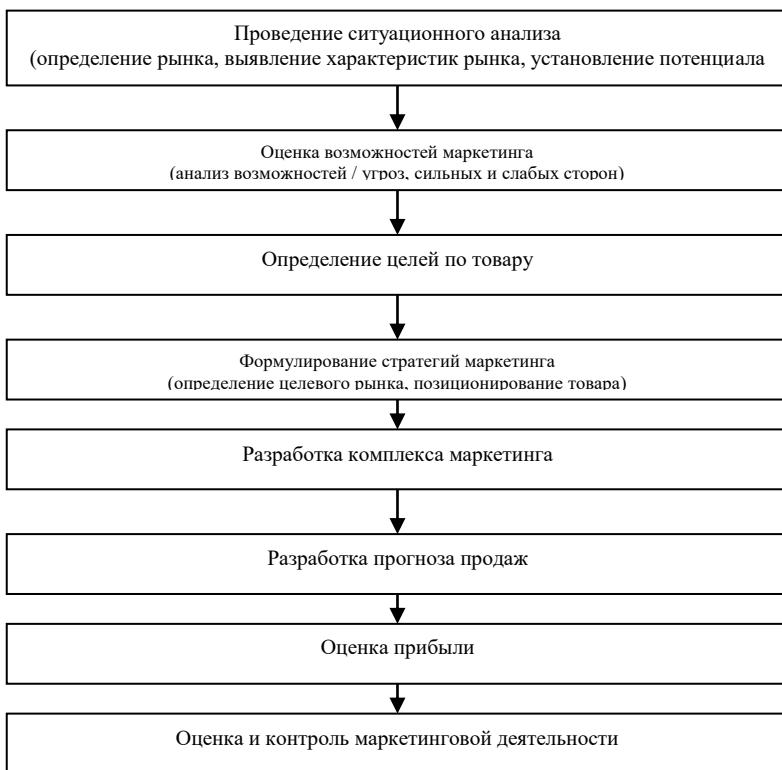 Проведение ситуационного анализа
(определение рынка, выявление характеристик рынка, установление потенциала
Оценка возможностей маркетинга
(анализ возможностей / угроз, сильных и слабых сторон)
Определение целей по товару
Формулирование стратегий маркетинга
(определение целевого рынка, позиционирование товара)
Разработка комплекса маркетинга
Разработка прогноза продаж
Оценка прибыли
Оценка и контроль маркетинговой деятельности